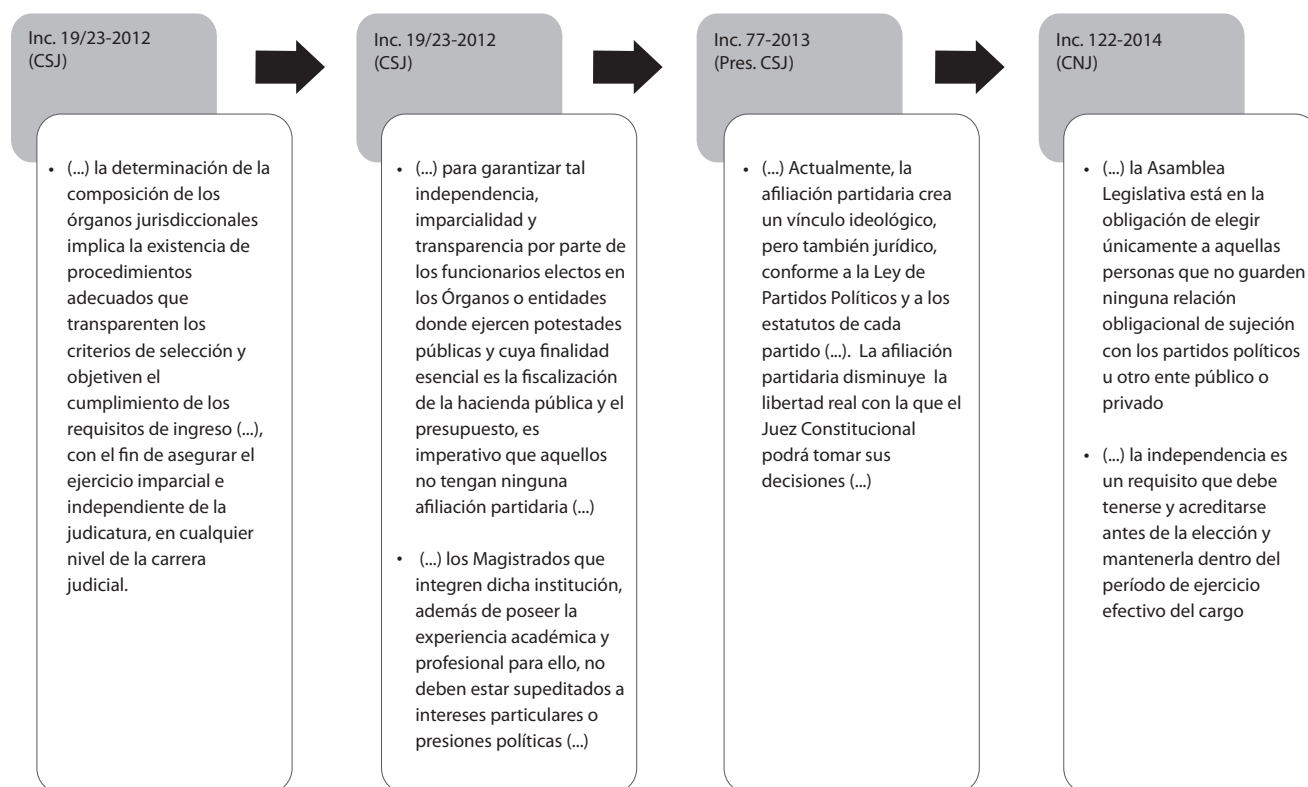 Inc. 19/23-2012
(CSJ)
• (...) la determinación de la
composición de los
órganos jurisdiccionales
implica la existencia de
procedimientos
adecuados que
transparenten los
criterios de selección y
objetiven el
cumplimiento de los
requisitos de ingreso (...),
con el fin de asegurar el
ejercicio imparcial e
independiente de la
judicatura, en cualquier
nivel de la carrera
judicial.
Inc. 19/23-2012
(CSJ)
• (...) para garantizar tal
independencia,
imparcialidad y
transparencia por parte de
los funcionarios electos en
los Órganos o entidades
donde ejercen potestades
públicas y cuya finalidad
esencial es la fiscalización
de la hacienda pública y el
presupuesto, es
imperativo que aquellos
no tengan ninguna
afiliación partidaria (...)
• (...) los Magistrados que
integren dicha institución,
además de poseer la
experiencia académica y
profesional para ello, no
deben estar supeditados a
intereses particulares o
presiones políticas (...)
Inc. 77-2013
(Pres. CSJ)
• (...) Actualmente, la
afiliación partidaria crea
un vínculo ideológico,
pero también jurídico,
conforme a la Ley de
Partidos Políticos y a los
estatutos de cada
partido (...). La afiliación
partidaria disminuye la
libertad real con la que el
Juez Constitucional
podrá tomar sus
decisiones (...)
Inc. 122-2014
(CNJ)
• (...) la Asamblea
Legislativa está en la
obligación de elegir
únicamente a aquellas
personas que no guarden
ninguna relación
obligacional de sujeción
con los partidos políticos
u otro ente público o
privado
• (...) la independencia es
un requisito que debe
tenerse y acreditarse
antes de la elección y
mantenerla dentro del
período de ejercicio
efectivo del cargo